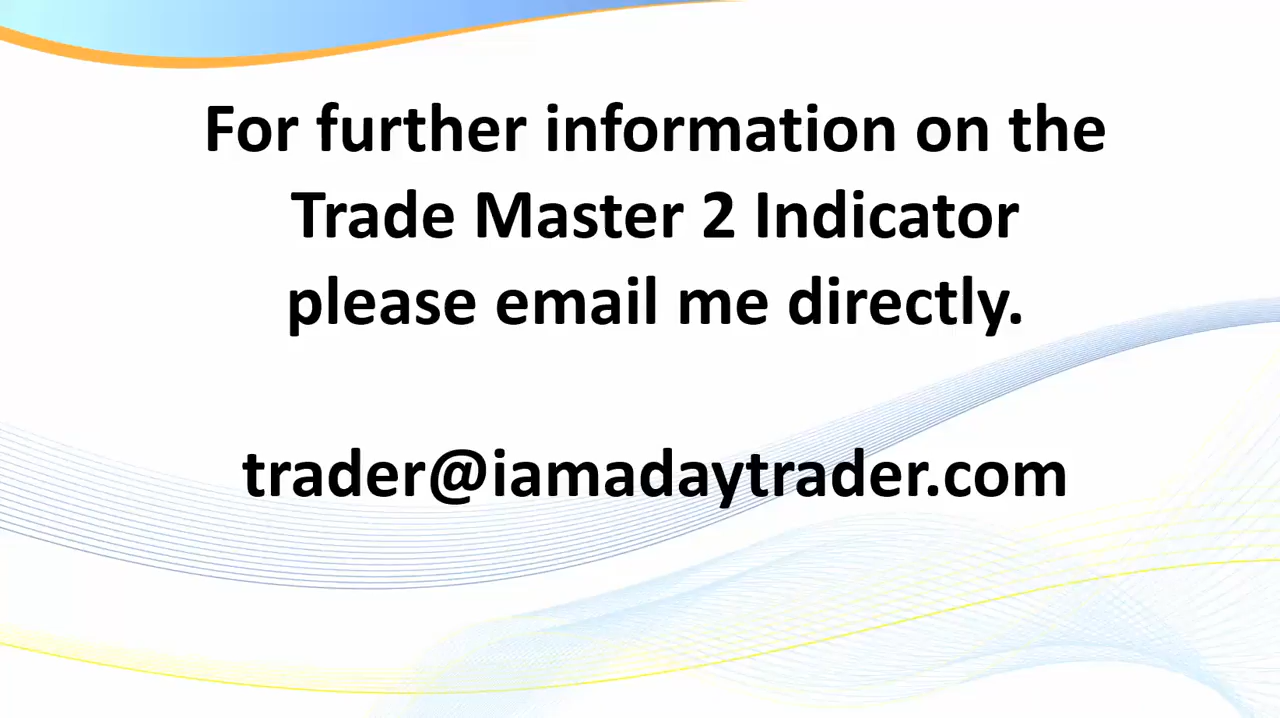 For further information on the
Trade Master 2 Indicator
please email me directly.
trader@iamadaytrader.com